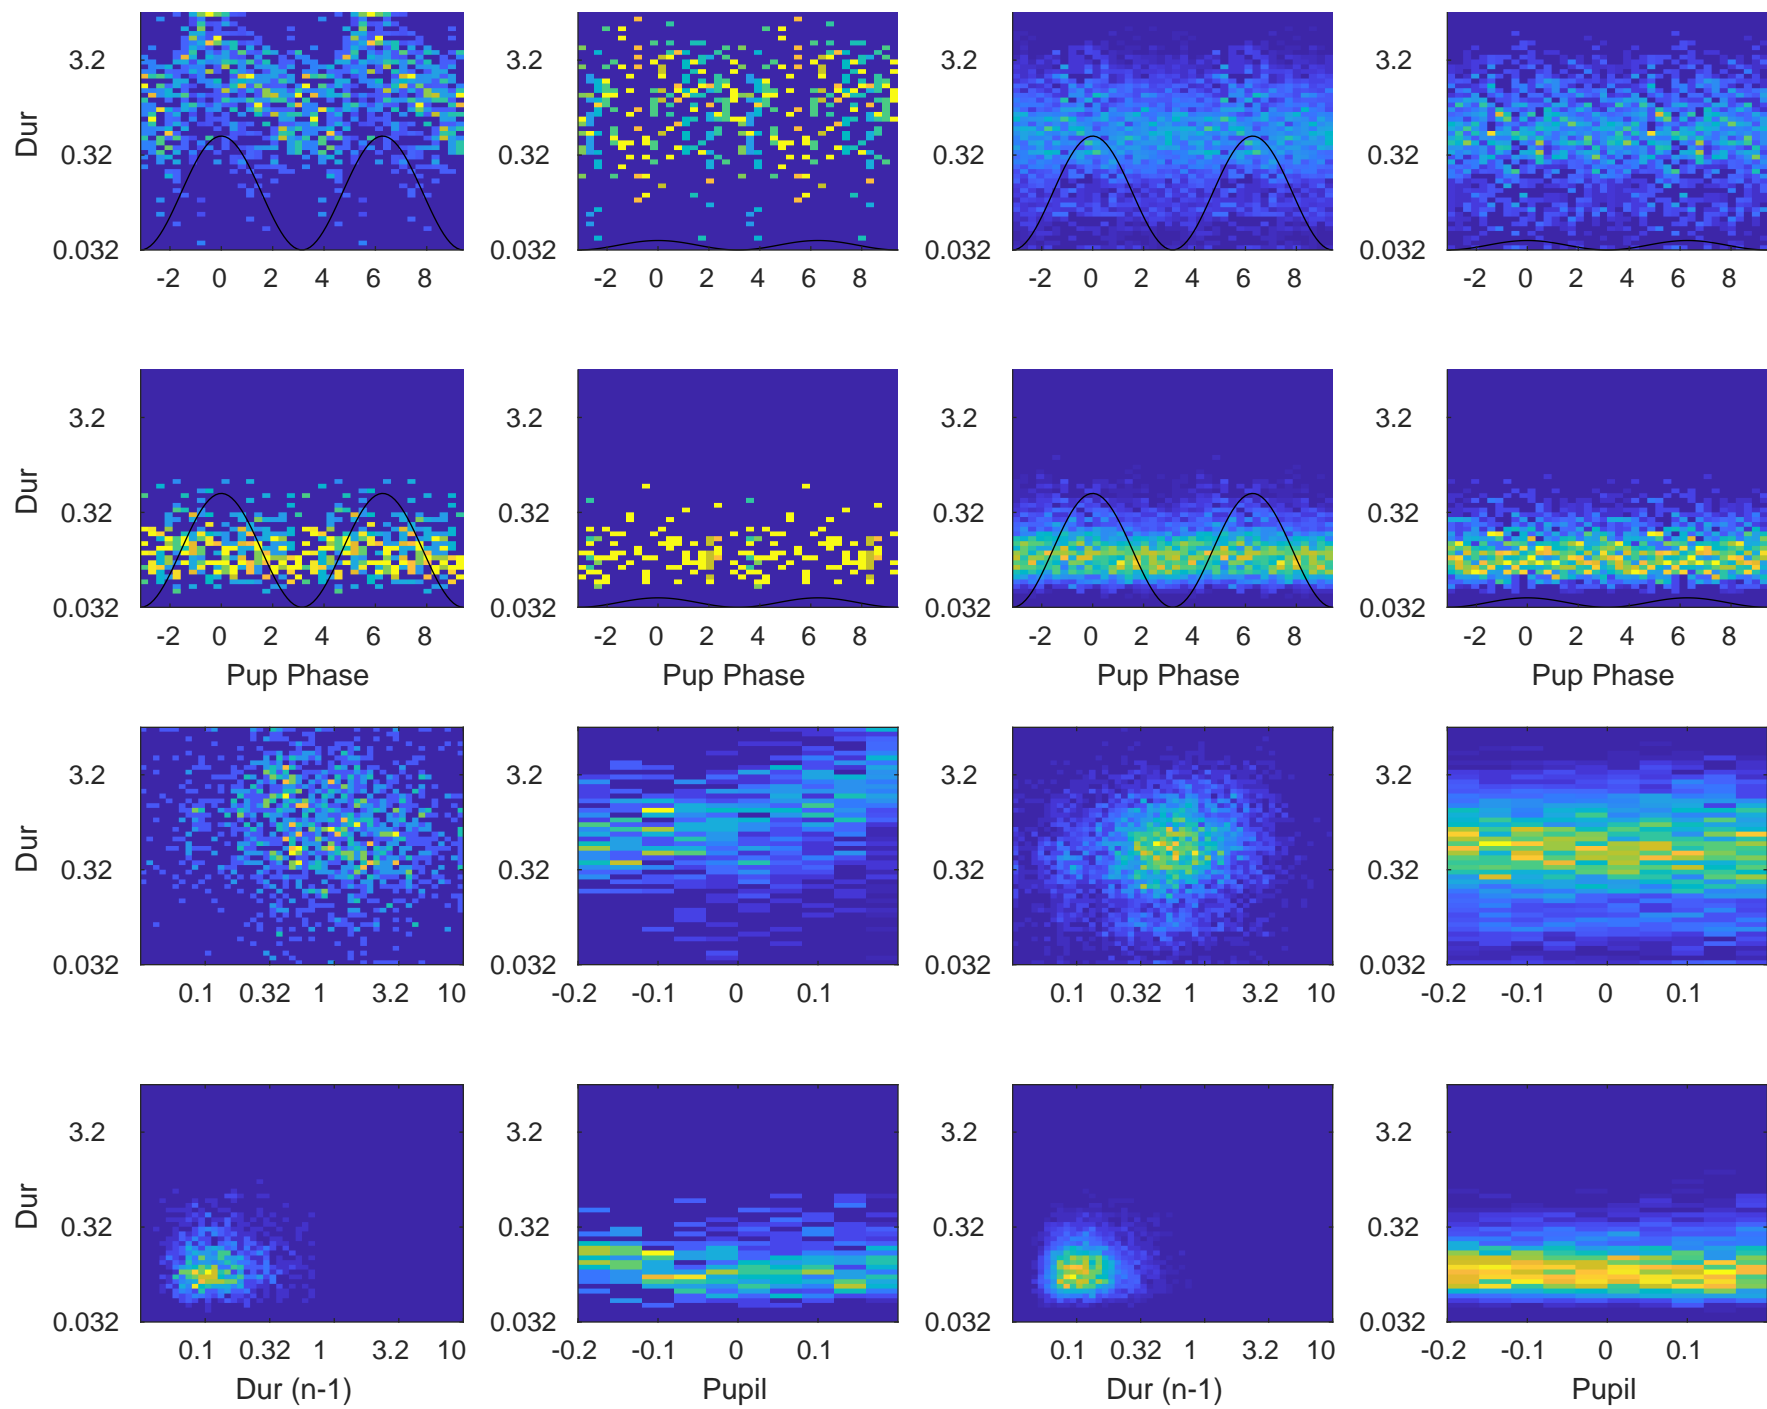 3.2 3.2 3.2 3.2
Dur
0.32 0.32 0.32 0.32
0.032 0.032 0.032 0.032
-2 0 2 4 6 8 -2 0 2 4 6 8 -2 0 2 4 6 8 -2 0 2 4 6 8
3.2 3.2 3.2 3.2
Dur
0.32 0.32 0.32 0.32
0.032 0.032 0.032 0.032
-2 0 2 4 6 8 -2 0 2 4 6 8 -2 0 2 4 6 8 -2 0 2 4 6 8
Pup Phase Pup Phase Pup Phase Pup Phase
3.2 3.2 3.2 3.2
Dur
0.32 0.32 0.32 0.32
0.032 0.032 0.032 0.032
0.1 0.32 1 3.2 10 -0.2 -0.1 0 0.1 0.1 0.32 1 3.2 10 -0.2 -0.1 0 0.1
3.2 3.2 3.2 3.2
Dur
0.32 0.32 0.32 0.32
0.032 0.032 0.032 0.032
0.1 0.32 1 3.2 10 -0.2 -0.1 0 0.1 0.1 0.32 1 3.2 10 -0.2 -0.1 0 0.1
Dur (n-1) Pupil Dur (n-1) Pupil